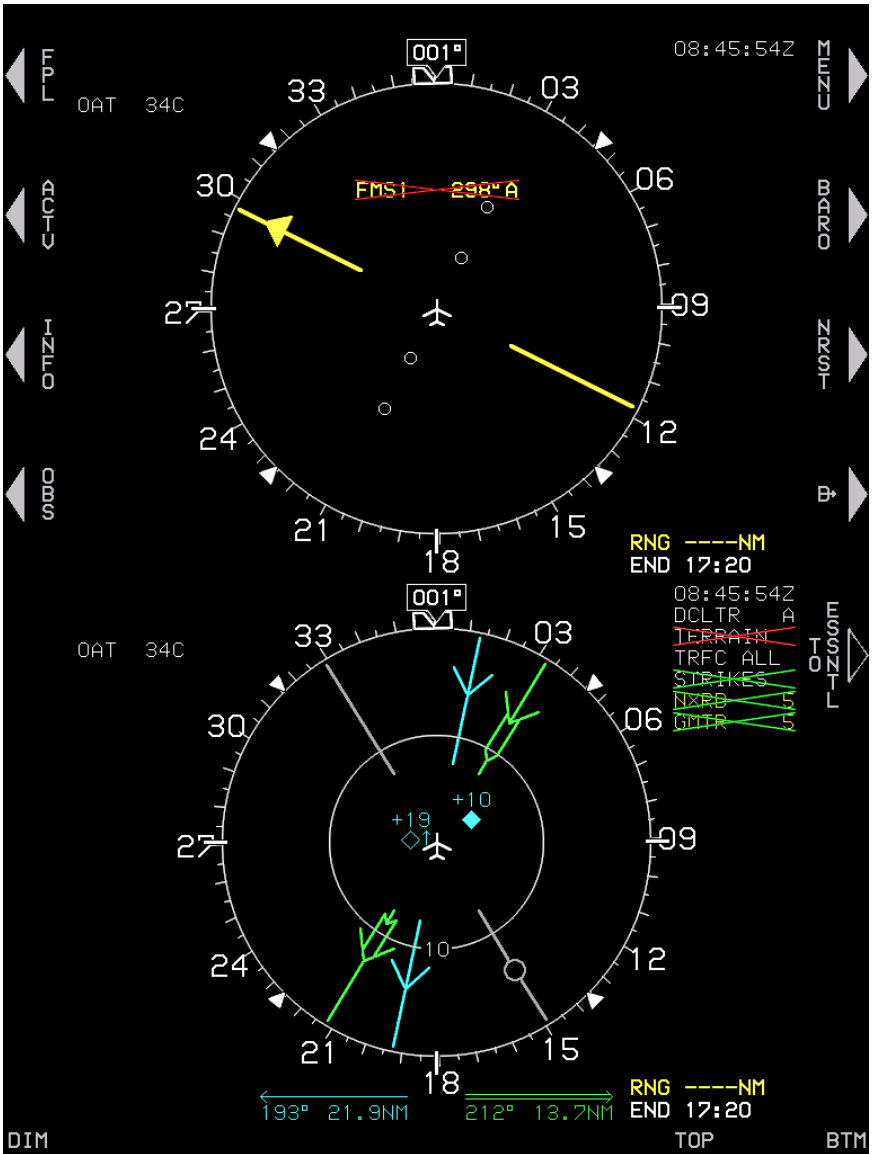 001°
08:45:54Z
FPL
MENU
OAT 34C
33
03
30
06
FMS1 298° A
ACTV
BARO
27
09
INFO
NRST
24
12
OBS
D
21
15
18
RNG ----NM
END 17:20
001°
08:45:54Z
DCLTR A
TERRAIN
TRFC ALL
STRIKES
NXRD 5
GMTR 5
ESSNTL
TO
OAT 34C
33
03
30
06
+10
+19
27
09
10
24
12
21
15
18
193° 21.9NM
212° 13.7NM
RNG ----NM
END 17:20
DIM
TOP
BTM